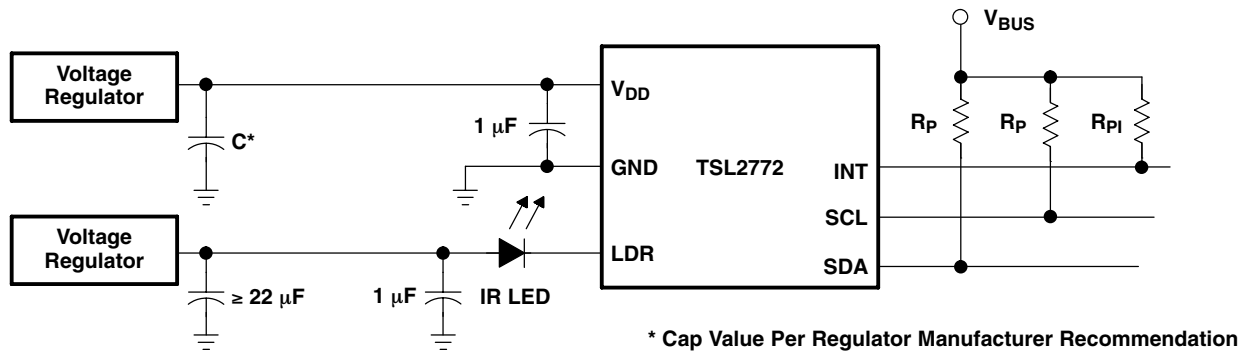 Voltage
Regulator
C*
1 μF
V_DD
GND
TSL2772
INT
SCL
SDA
LDR
V_BUS
R_P
R_P
R_PI
Voltage
Regulator
≥ 22 μF
1 μF
IR LED
* Cap Value Per Regulator Manufacturer Recommendation